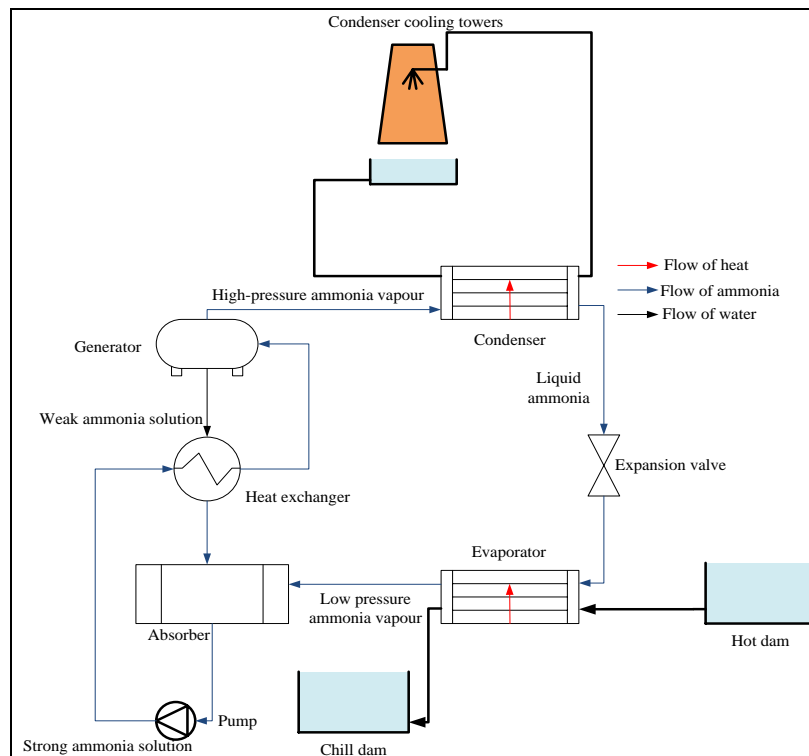 Condenser cooling towers
Flow of heat
High-pressure ammonia vapour
Flow of ammonia
Flow of water
Condenser
Generator
Liquid
ammonia
Weak ammonia solution
Expansion valve
Heat exchanger
Evaporator
Low pressure
ammonia vapour
Absorber
Hot dam
Pump
Strong ammonia solution
Chill dam